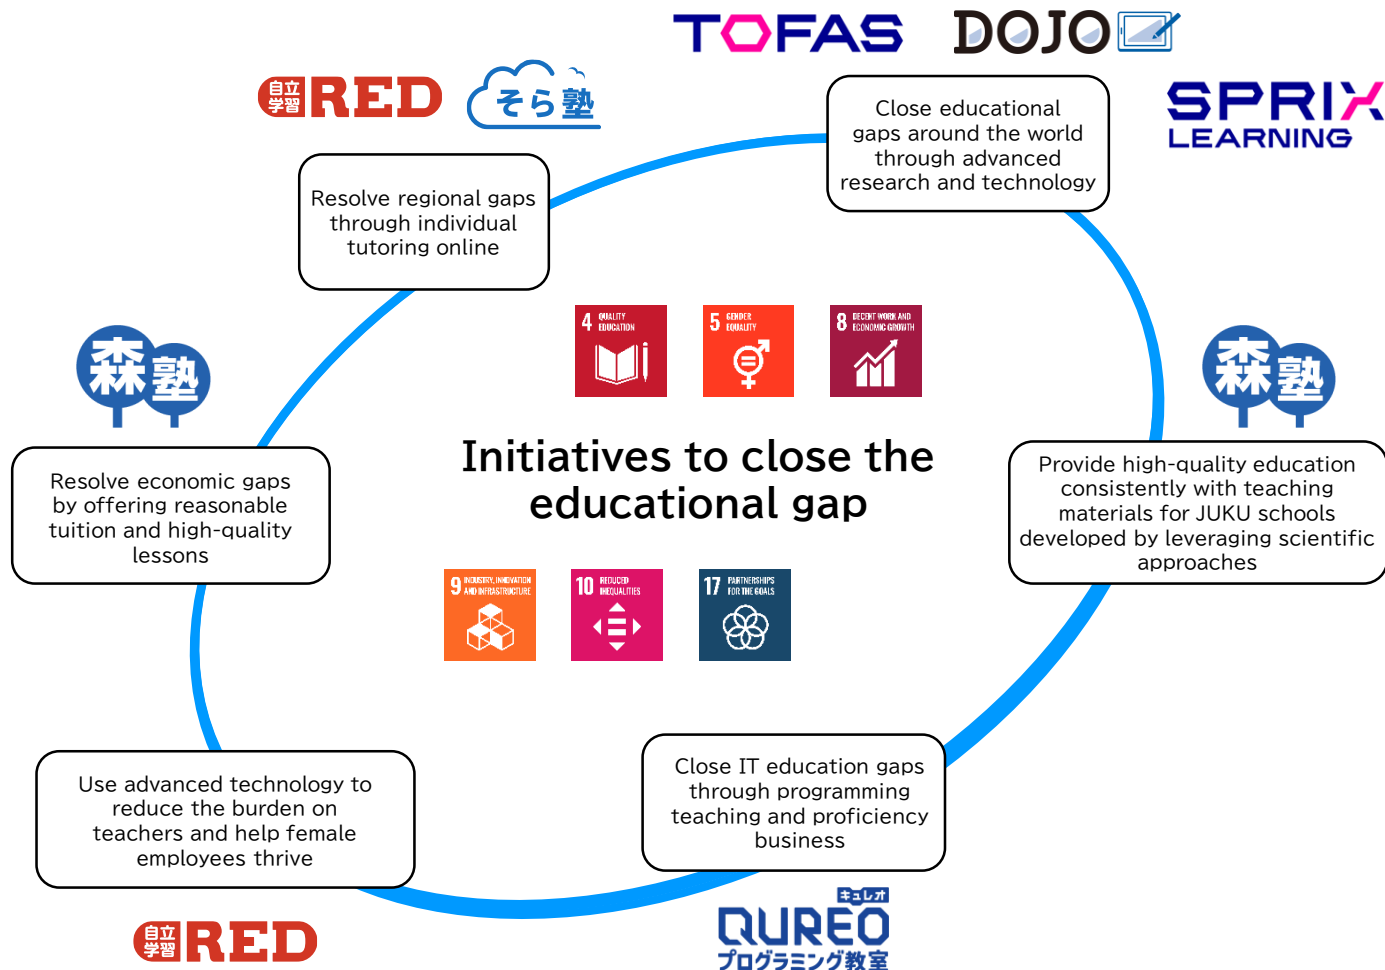 TOFAS
DOJO
自立
学習
RED
そら塾
SPRIX
LEARNING
Close educational
gaps around the world
through advanced
research and technology
Resolve regional gaps
through individual
tutoring online
4 QUALITY
EDUCATION
5 GENDER
EQUALITY
8 DECENT WORK AND
ECONOMIC GROWTH
森塾
森塾
Initiatives to close the
educational gap
Resolve economic gaps
by offering reasonable
tuition and high-quality
lessons
Provide high-quality education
consistently with teaching
materials for JUKU schools
developed by leveraging scientific
approaches
9 INDUSTRY, INNOVATION
AND INFRASTRUCTURE
10 REDUCED
INEQUALITIES
17 PARTNERSHIPS
FOR THE GOALS
Use advanced technology to
reduce the burden on
teachers and help female
employees thrive
Close IT education gaps
through programming
teaching and proficiency
business
自立
学習
RED
キュレオ
QUREO
プログラミング教室